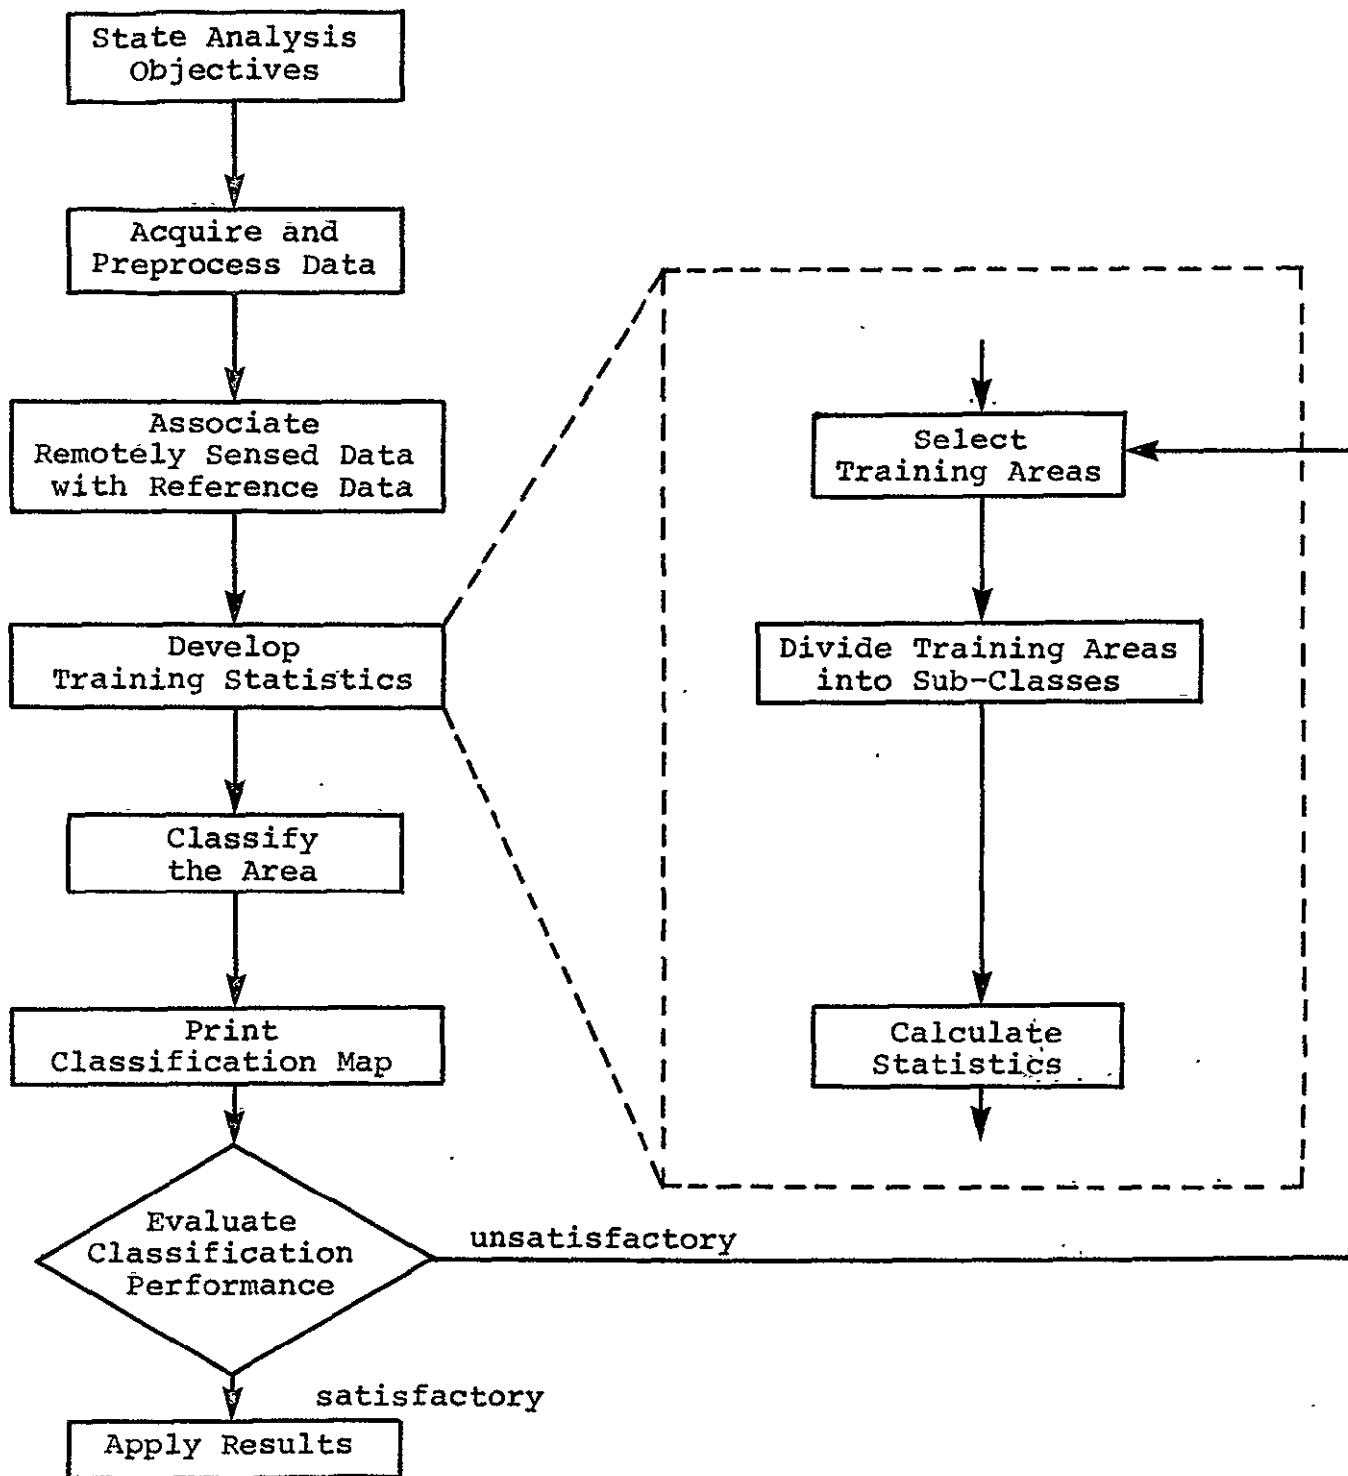 State Analysis
Objectives
Acquire and
Preprocess Data
Associate
Remotely Sensed Data
with Reference Data
Develop
Training Statistics
Classify
the Area
Print
Classification Map
Evaluate
Classification
Performance
unsatisfactory
satisfactory
Apply Results
Select
Training Areas
Divide Training Areas
into Sub-Classes
Calculate
Statistics